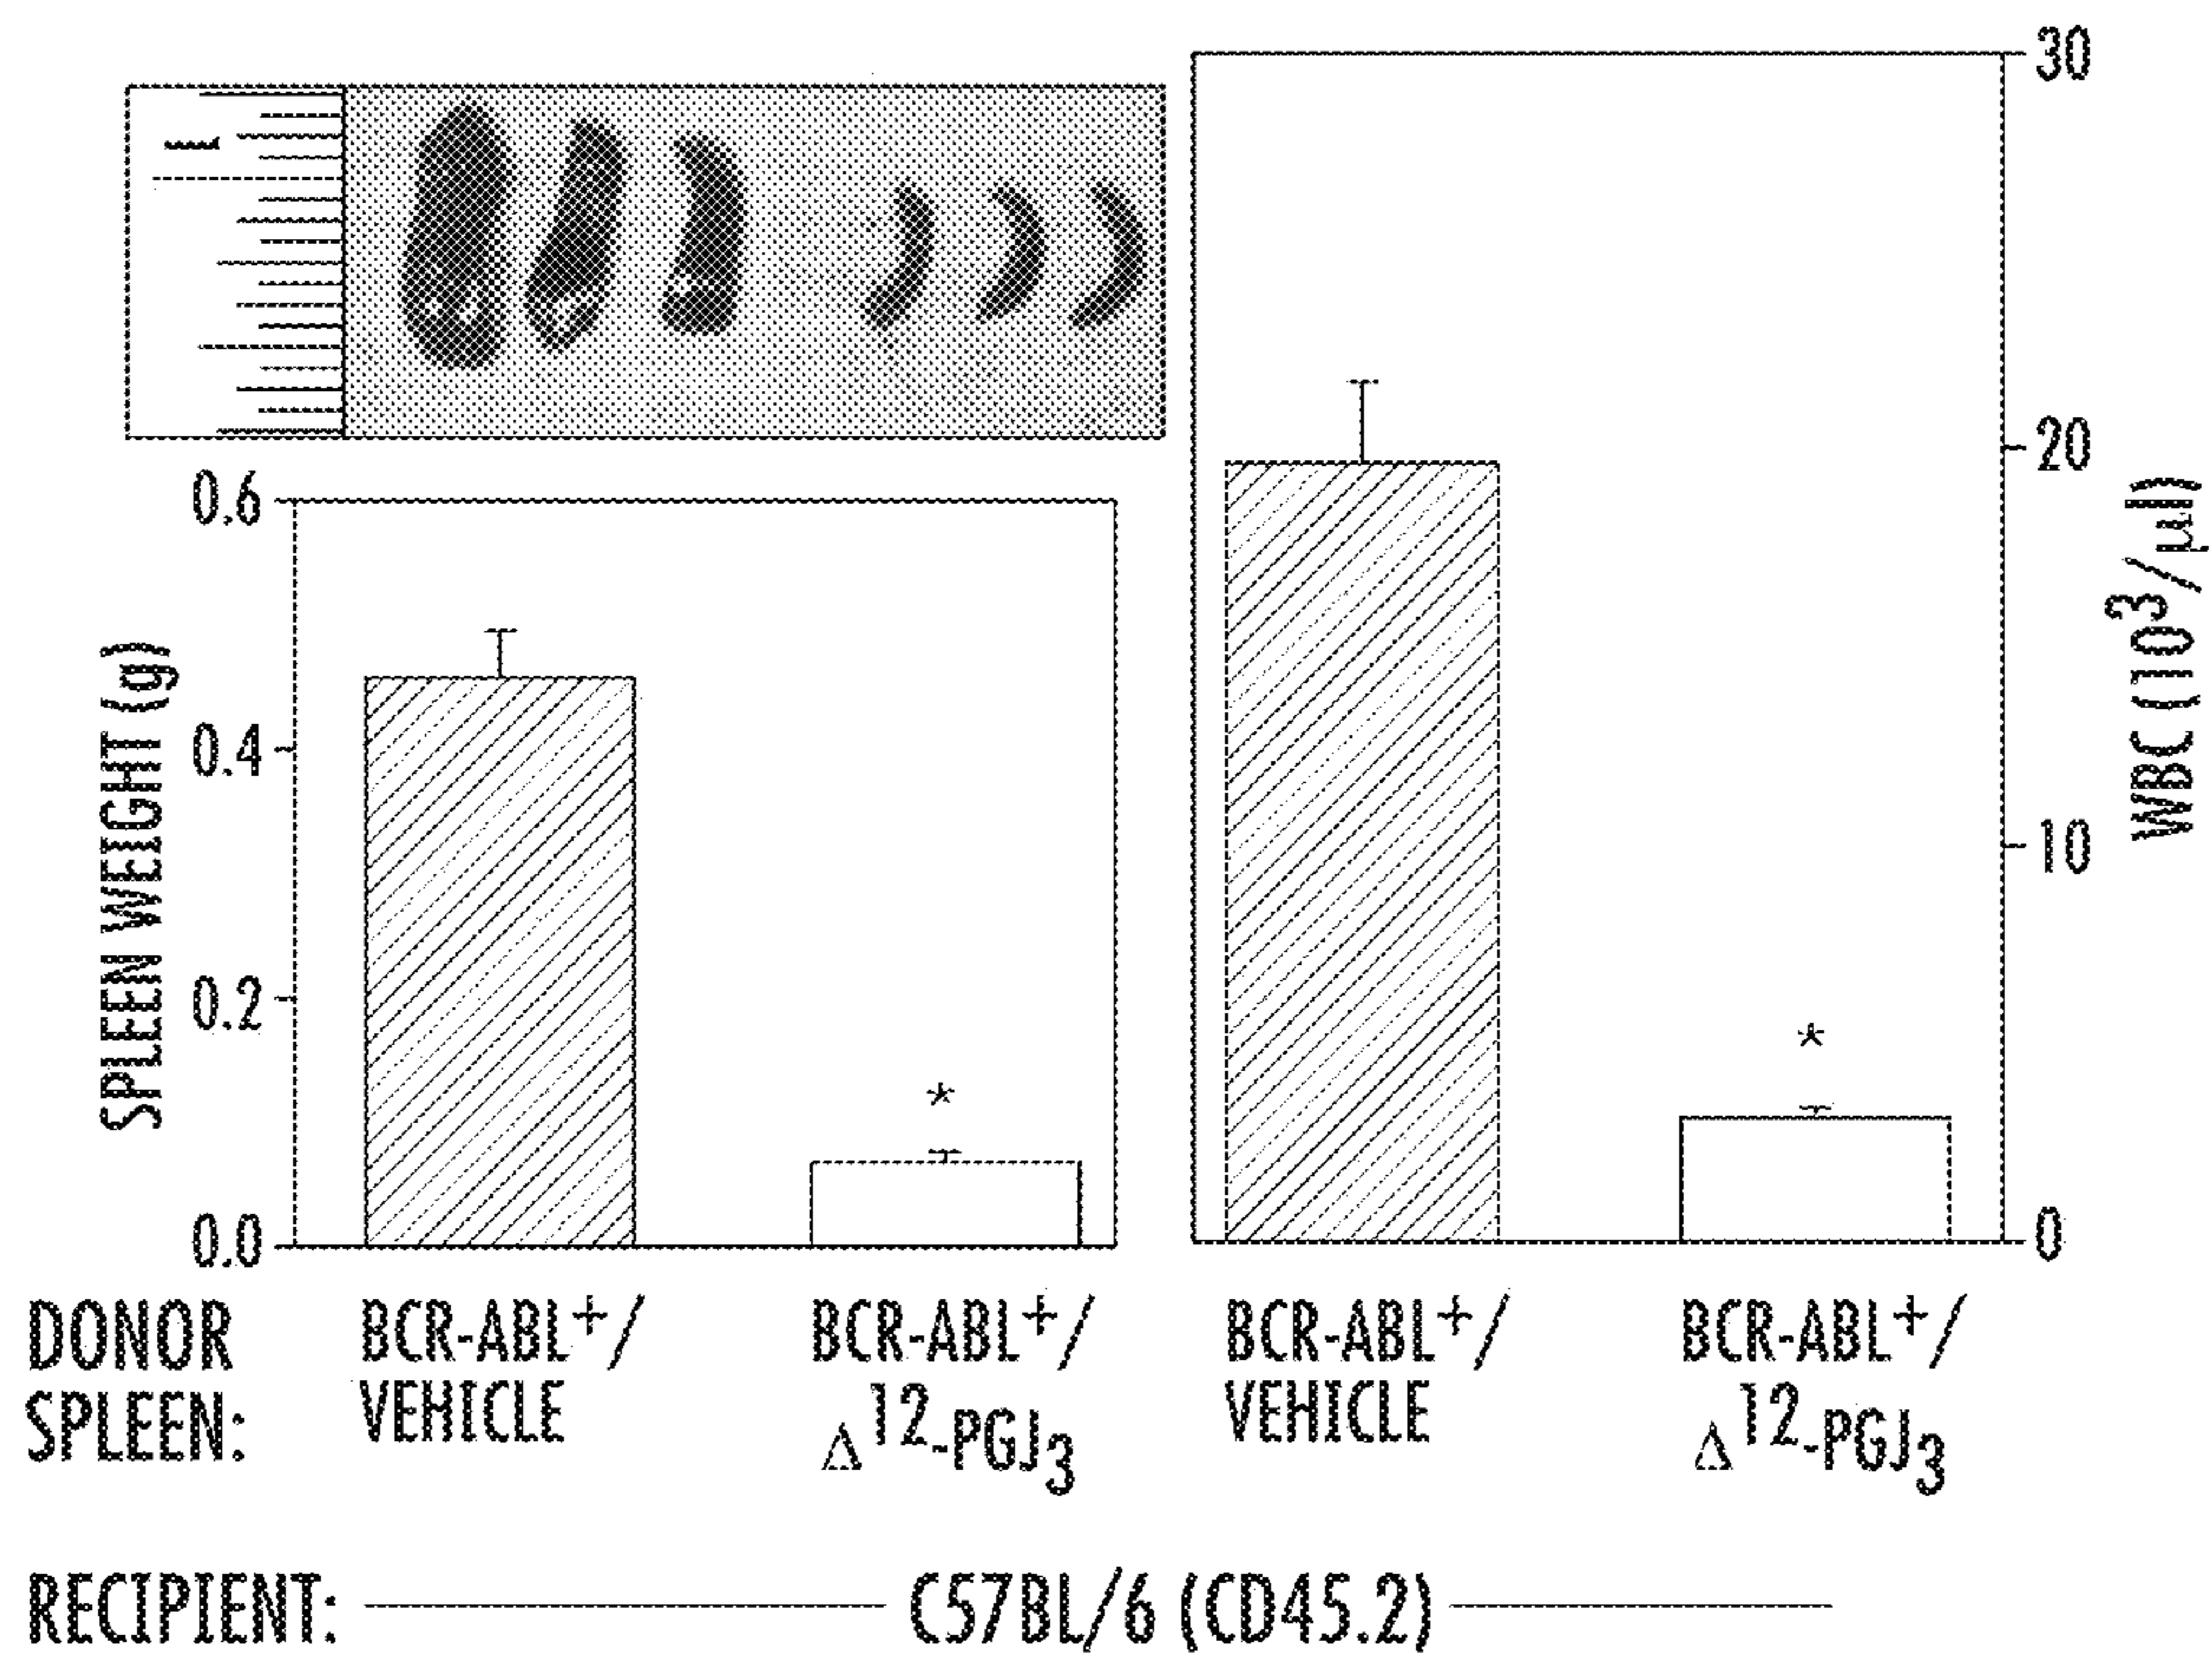 1
0.6
0.4
0.2
0.0
SPLEEN WEIGHT (g)
30
20
10
0
WBC (10³/µl)
*
*
DONOR SPLEEN:
BCR-ABL⁺/
VEHICLE
BCR-ABL⁺/
Δ¹²-PGJ₃
BCR-ABL⁺/
VEHICLE
BCR-ABL⁺/
Δ¹²-PGJ₃
RECIPIENT: C57BL/6 (CD45.2)